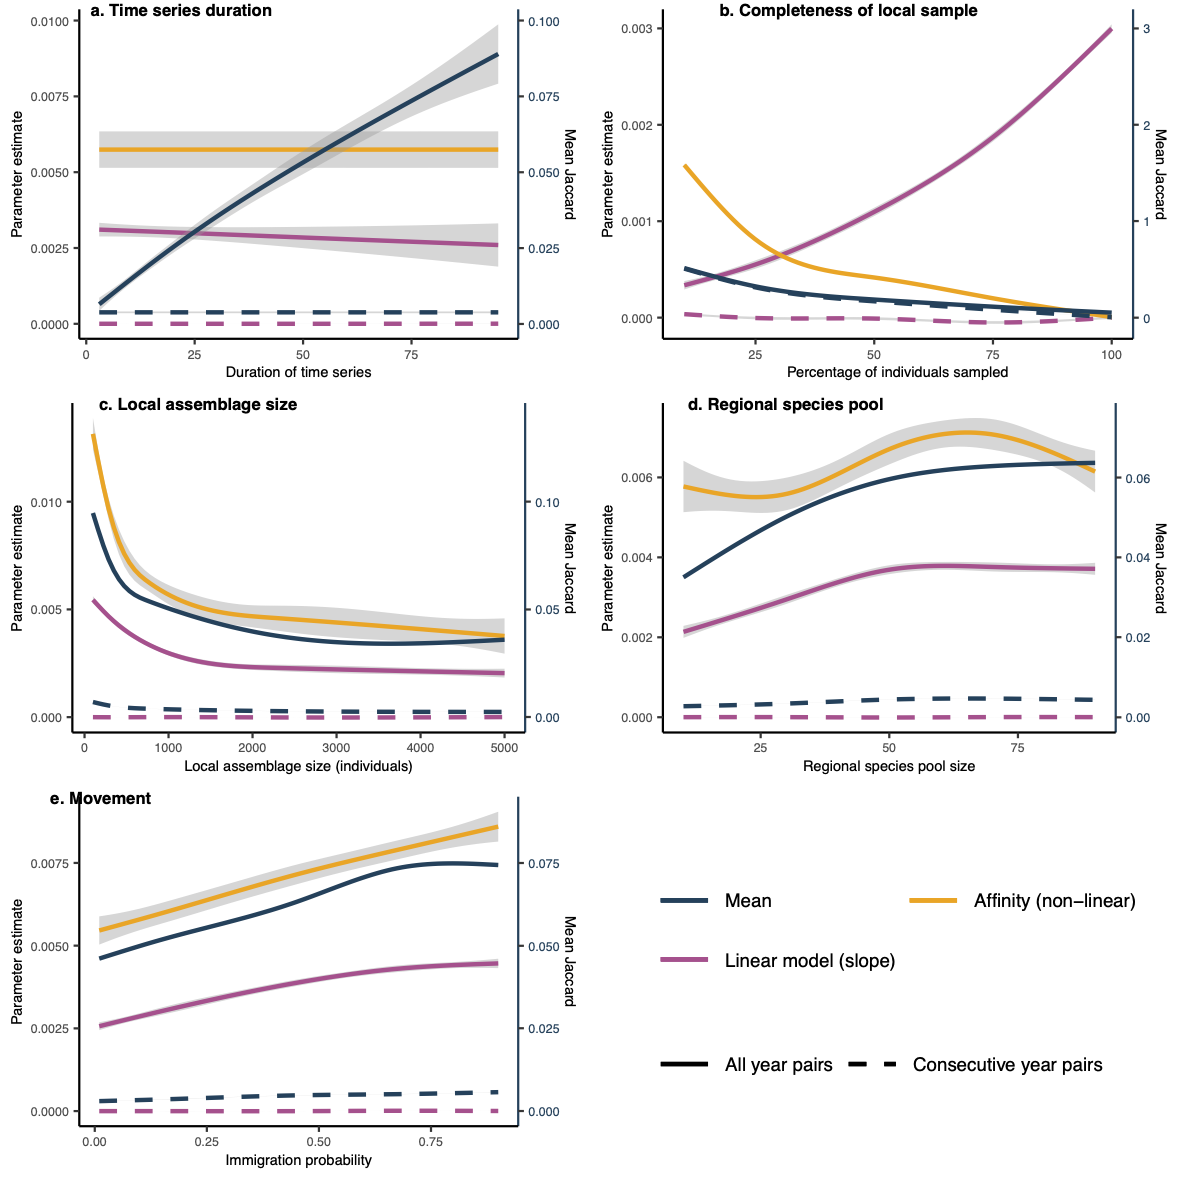 a. Time series duration
0.0100
0.0075
0.0050
0.0025
0.0000
0.100
0.075
0.050
0.025
0.000
0
25
50
75
Parameter estimate
Mean Jaccard
Duration of time series
b. Completeness of local sample
0.003
0.002
0.001
0.000
3
2
1
0
25
50
75
100
Parameter estimate
Mean Jaccard
Percentage of individuals sampled
c. Local assemblage size
0.010
0.005
0.000
0.10
0.05
0.00
0
1000
2000
3000
4000
5000
Parameter estimate
Mean Jaccard
Local assemblage size (individuals)
d. Regional species pool
0.006
0.004
0.002
0.000
0.06
0.04
0.02
0.00
25
50
75
Parameter estimate
Mean Jaccard
Regional species pool size
e. Movement
0.0075
0.0050
0.0025
0.0000
0.075
0.050
0.025
0.000
0.00
0.25
0.50
0.75
Parameter estimate
Mean Jaccard
Immigration probability
Mean
Affinity (non−linear)
Linear model (slope)
All year pairs
Consecutive year pairs